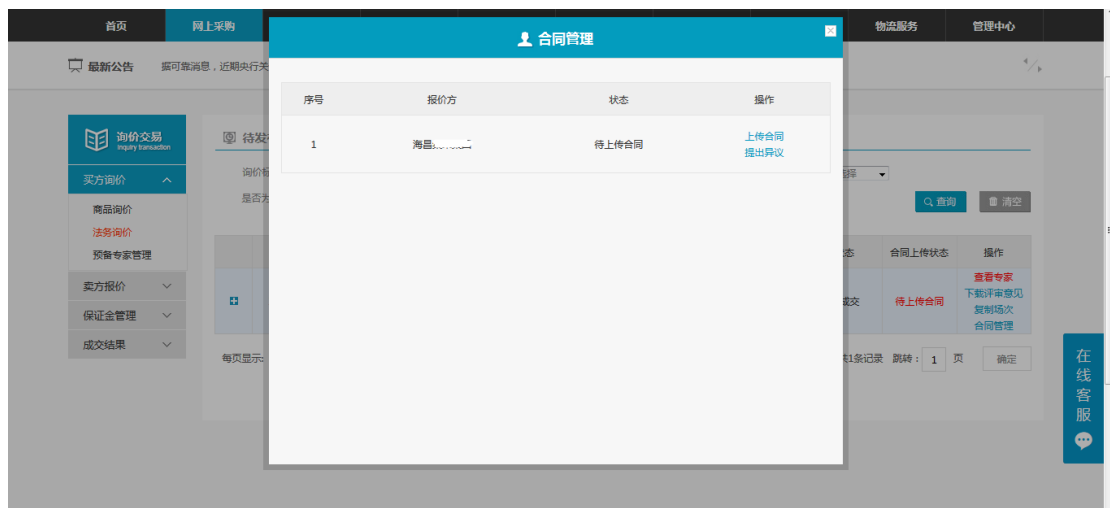 首页 网上采购 物流服务 管理中心
合同管理
最新公告 据可靠消息，近期央行关
序号 报价方 状态 操作
1 海昌 待上传合同 上传合同
提出异议
询价交易
Inquiry transaction
待发
买方询价
询价标 选择
是否为 查询 清空
商品询价
法务询价
预备专家管理
合同上传状态 操作
卖方报价
成交 待上传合同 查看专家
下载评审意见
复制场次
合同管理
保证金管理
成交结果
每页显示: 共1条记录 跳转： 1 页 确定
在线客服